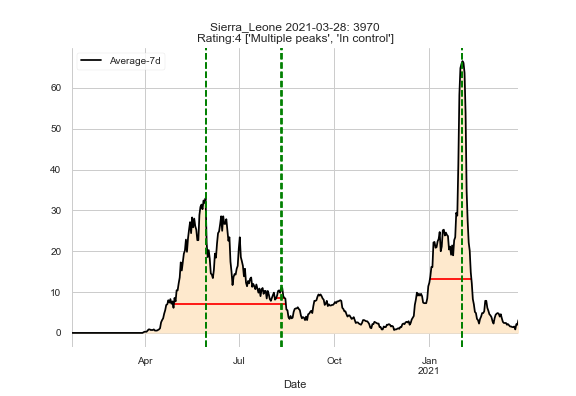 Sierra_Leone 2021-03-28: 3970
Rating:4 ['Multiple peaks', 'In control']
Average-7d
60
50
40
30
20
10
0
Apr
Jul
Oct
Jan
2021
Date